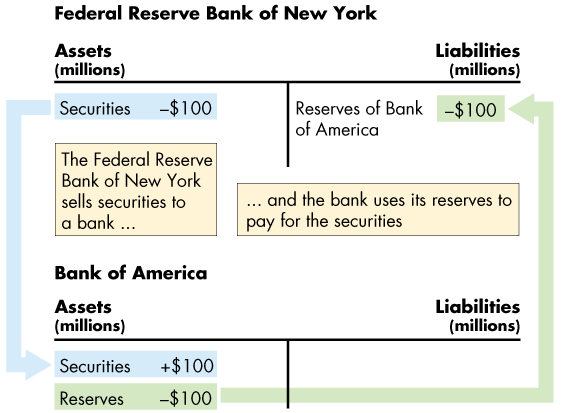 Federal Reserve Bank of New York
Assets Liabilities
(millions) (millions)
Securities –$100 Reserves of Bank –$100
of America
The Federal Reserve
Bank of New York
sells securities to
a bank ...
... and the bank uses its reserves to
pay for the securities
Bank of America
Assets Liabilities
(millions) (millions)
Securities +$100
Reserves –$100